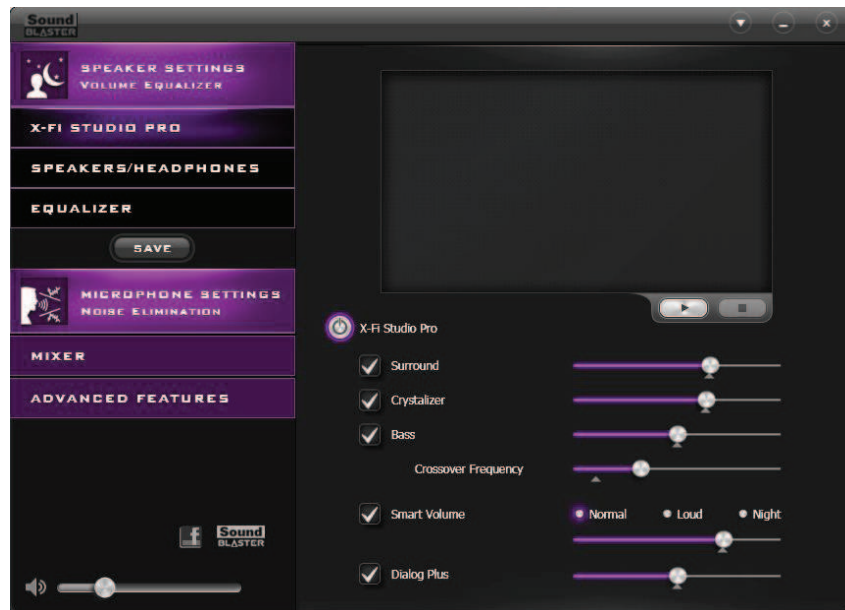 Sound
BLASTER
SPEAKER SETTINGS
VOLUME EQUALIZER
X-FI STUDIO PRO
SPEAKERS/HEADPHONES
EQUALIZER
SAVE
MICROPHONE SETTINGS
NOISE ELIMINATION
MIXER
ADVANCED FEATURES
f Sound
BLASTER
X-Fi Studio Pro
Surround
Crystalizer
Bass
Crossover Frequency
Smart Volume Normal Loud Night
Dialog Plus